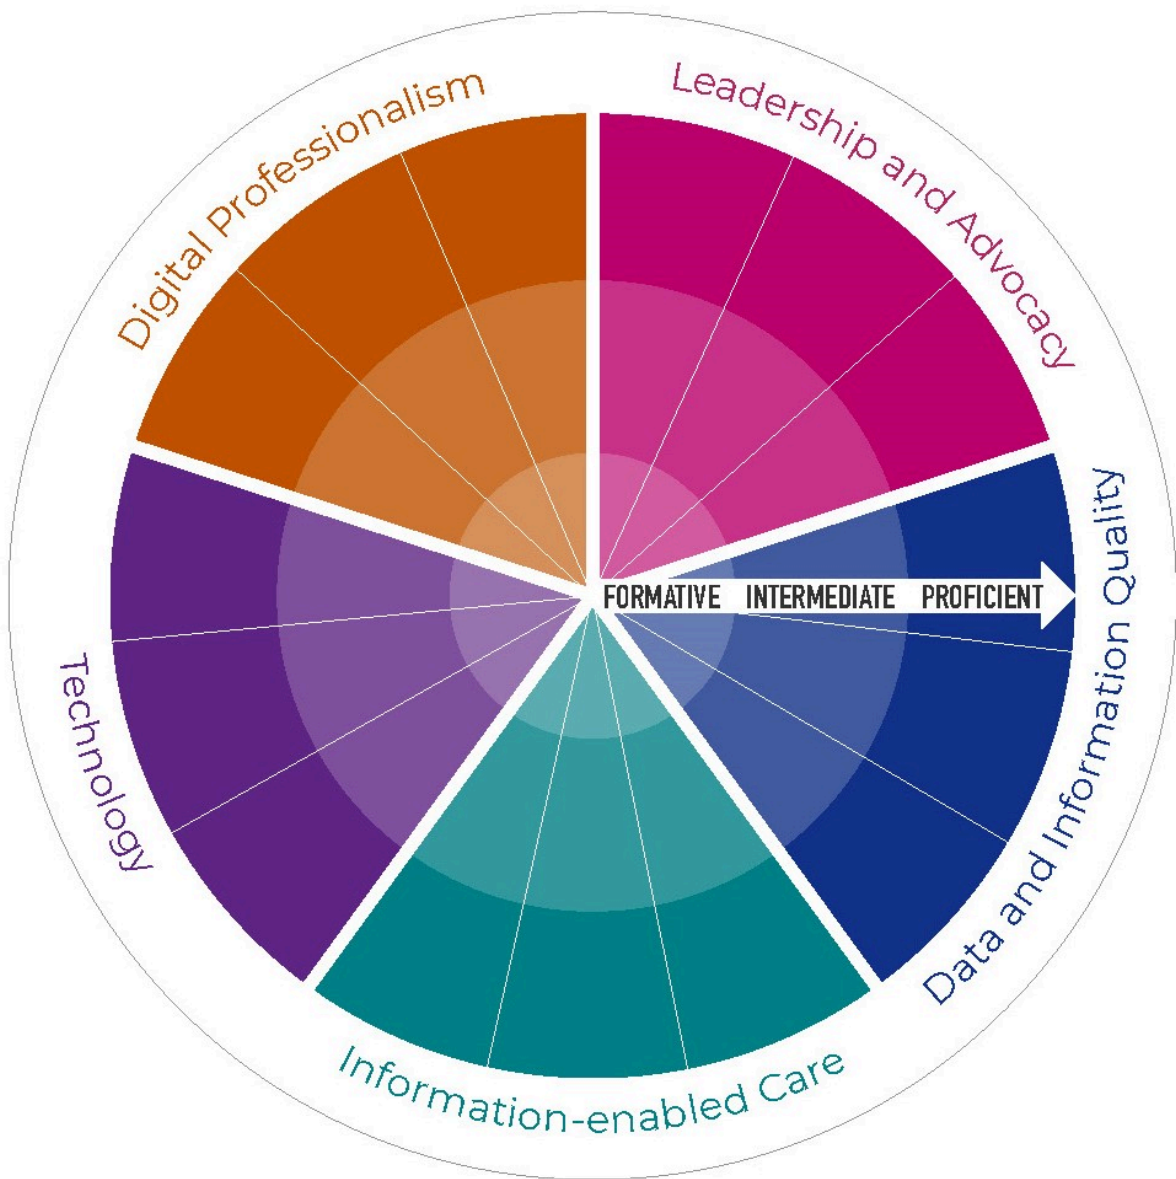 Digital Professionalism
Leadership and Advocacy
Data and Information Quality
Information-enabled Care
Technology
FORMATIVE INTERMEDIATE PROFICIENT